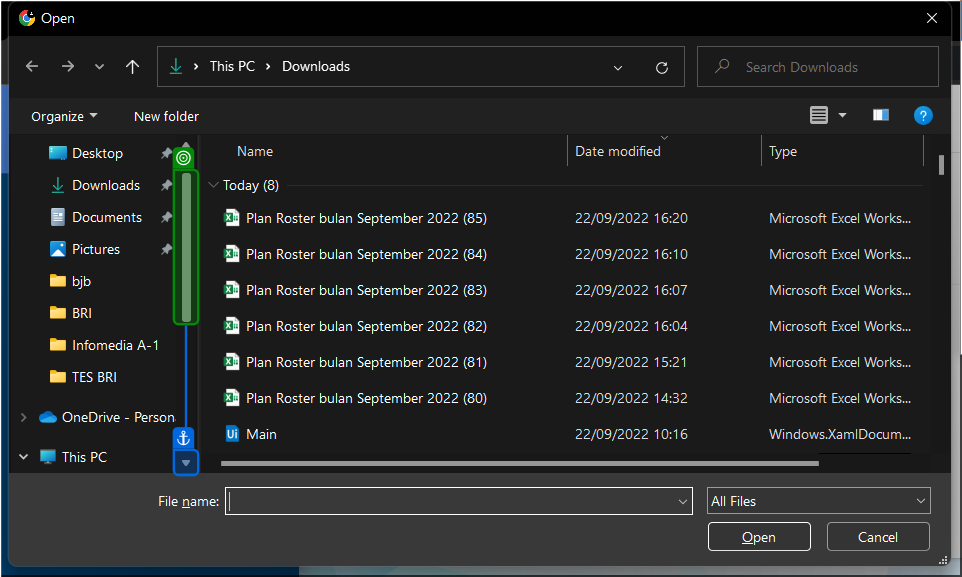 Open
This PC
Downloads
Search Downloads
Organize
New folder
?
Desktop
Downloads
Documents
Pictures
bjb
BRI
Infomedia A-1
TES BRI
OneDrive - Person
This PC
Name
Date modified
Type
Today (8)
Plan Roster bulan September 2022 (85) 22/09/2022 16:20 Microsoft Excel Works...
Plan Roster bulan September 2022 (84) 22/09/2022 16:10 Microsoft Excel Works...
Plan Roster bulan September 2022 (83) 22/09/2022 16:07 Microsoft Excel Works...
Plan Roster bulan September 2022 (82) 22/09/2022 16:04 Microsoft Excel Works...
Plan Roster bulan September 2022 (81) 22/09/2022 15:21 Microsoft Excel Works...
Plan Roster bulan September 2022 (80) 22/09/2022 14:32 Microsoft Excel Works...
Ui Main 22/09/2022 10:16 Windows.XamlDocum...
File name:
All Files
Open
Cancel